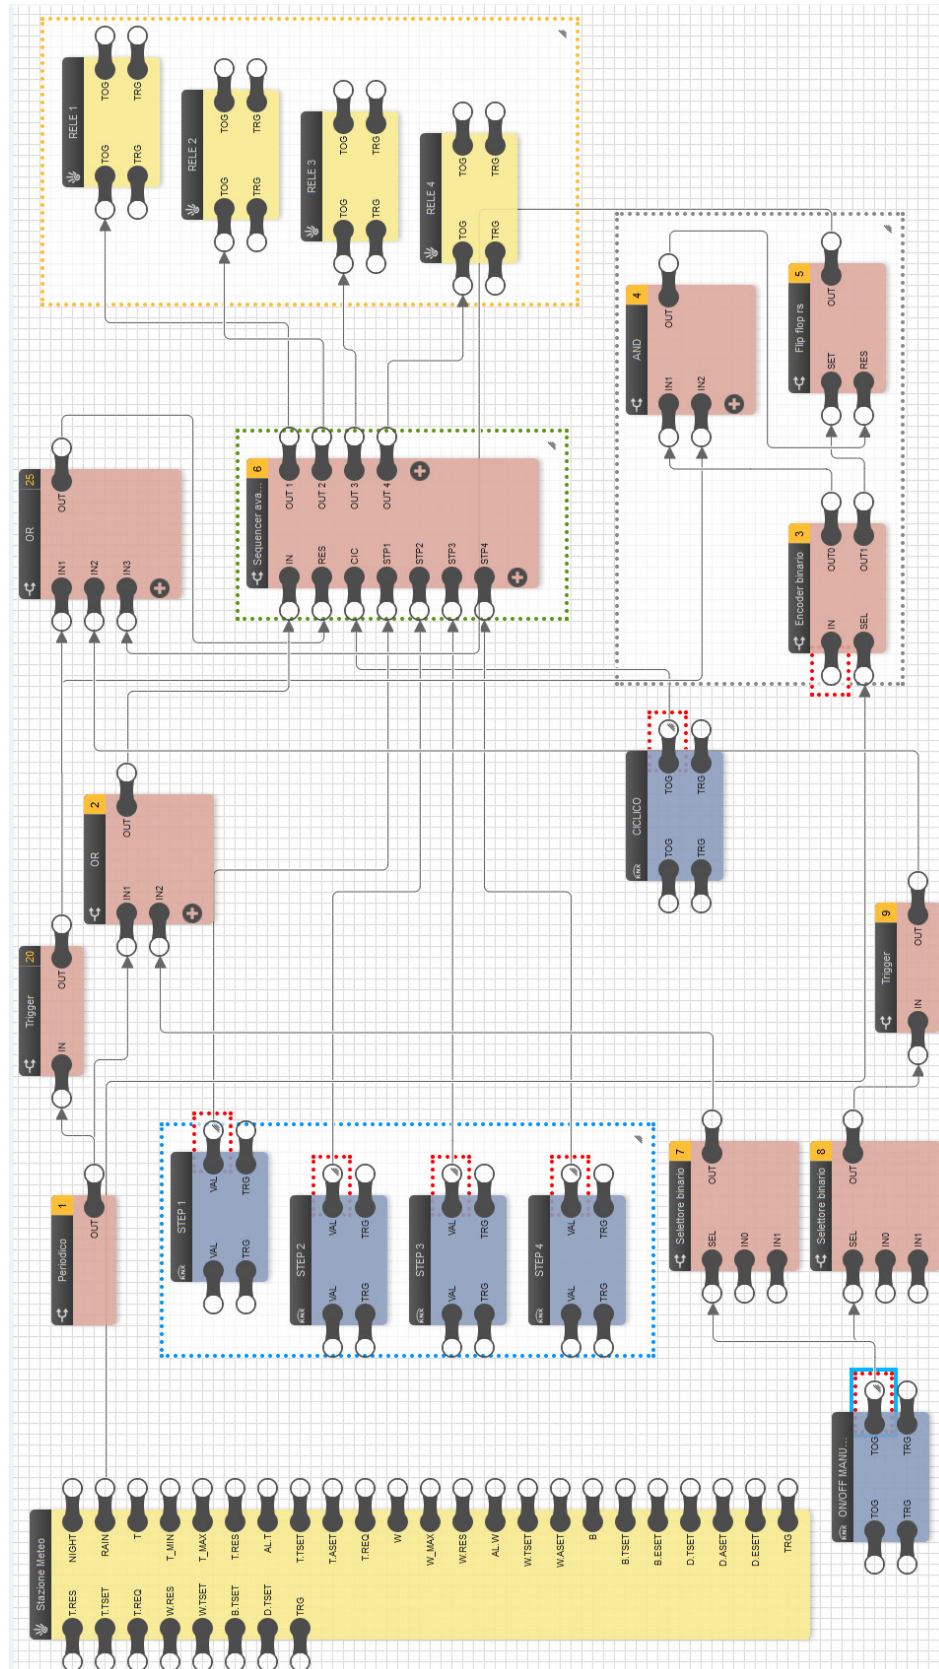 RELE 1
TOG
TRG
TOG
TRG
RELE 2
TOG
TRG
TOG
TRG
RELE 3
TOG
TRG
TOG
TRG
RELE 4
TOG
TRG
TOG
TRG
25
OR
IN1
IN2
IN3
OUT
6
Sequencer ava...
IN
RES
CIC
STP1
STP2
STP3
STP4
OUT 1
OUT 2
OUT 3
OUT 4
4
AND
IN1
IN2
OUT
5
Flip flop rs
SET
RES
OUT
3
Encoder binario
IN
SEL
OUT0
OUT1
KNX
CICLICO
TOG
TRG
TOG
TRG
2
OR
IN1
IN2
OUT
20
Trigger
IN
OUT
9
Trigger
IN
OUT
1
Periodico
OUT
KNX
STEP 1
VAL
TRG
VAL
TRG
KNX
STEP 2
VAL
TRG
VAL
TRG
KNX
STEP 3
VAL
TRG
VAL
TRG
KNX
STEP 4
VAL
TRG
VAL
TRG
7
Selettore binario
SEL
IN0
IN1
OUT
8
Selettore binario
SEL
IN0
IN1
OUT
KNX
ON/OFF MANU...
TOG
TRG
TOG
TRG
Stazione Meteo
T.RES
T.TSET
T.REQ
W.RES
W.TSET
B.TSET
D.TSET
TRG
NIGHT
RAIN
T
T_MIN
T_MAX
T.RES
AL.T
T.TSET
T.ASET
T.REQ
W
W_MAX
W.RES
AL.W
W.TSET
W.ASET
B
B.TSET
B.ESET
D.TSET
D.ASET
D.ESET
TRG